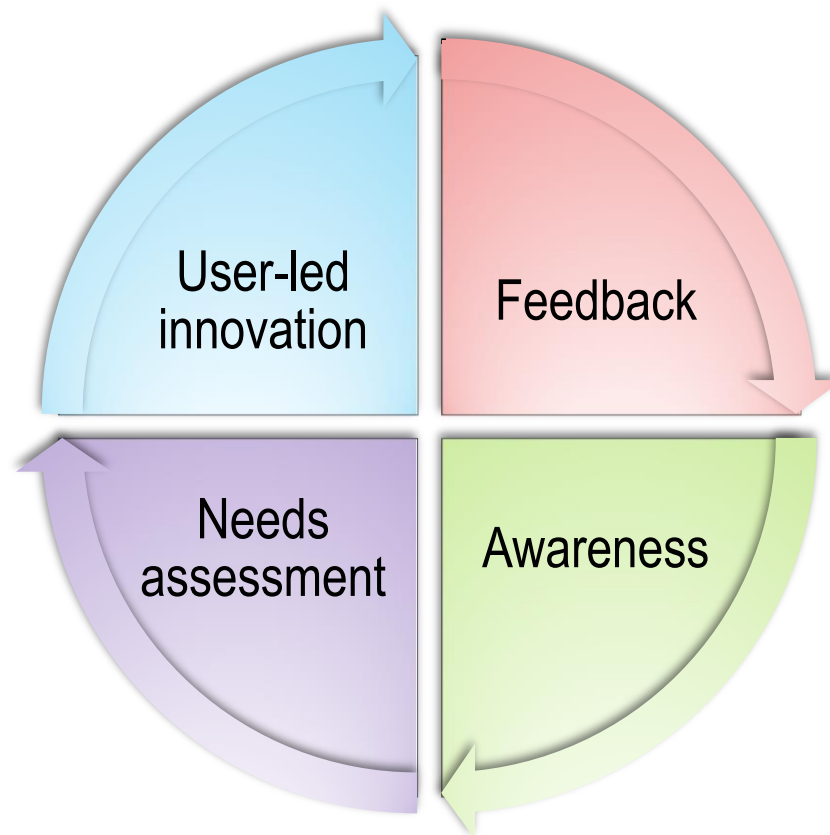 User-led
innovation
Feedback
Needs
assessment
Awareness